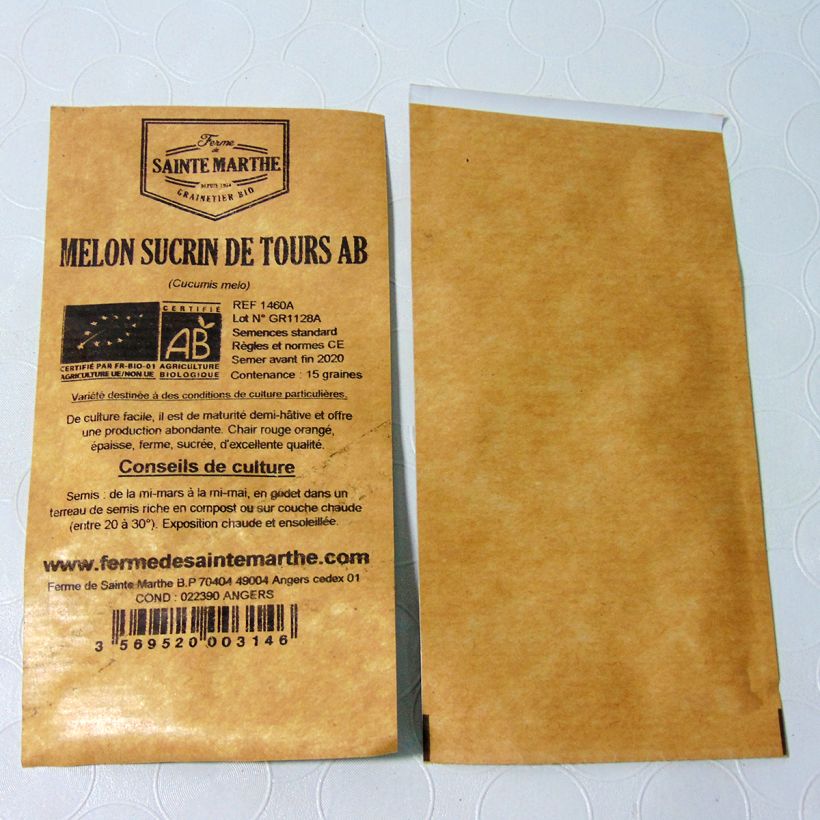 Ferme
de
SAINTE MARTHE
DEPUIS 1974
GRAINETIER BIO
MELON SUCRIN DE TOURS AB
(Cucumis melo)
CERTIFIÉ
AB
CERTIFIÉ PAR FR-BIO-01
AGRICULTURE UE/NON UE
AGRICULTURE
BIOLOGIQUE
REF 1460A
Lot N° GR1128A
Semences standard
Règles et normes CE
Semer avant fin 2020
Contenance : 15 graines
Variété destinée à des conditions de culture particulières.
De culture facile, il est de maturité demi-hâtive et offre
une production abondante. Chair rouge orangé,
épaisse, ferme, sucrée, d'excellente qualité.
Conseils de culture
Semis : de la mi-mars à la mi-mai, en godet dans un
terreau de semis riche en compost ou sur couche chaude
(entre 20 à 30°). Exposition chaude et ensoleillée.
www.fermedesaintemarthe.com
Ferme de Sainte Marthe B.P 70404 49004 Angers cedex 01
COND : 022390 ANGERS
3 569520 003146